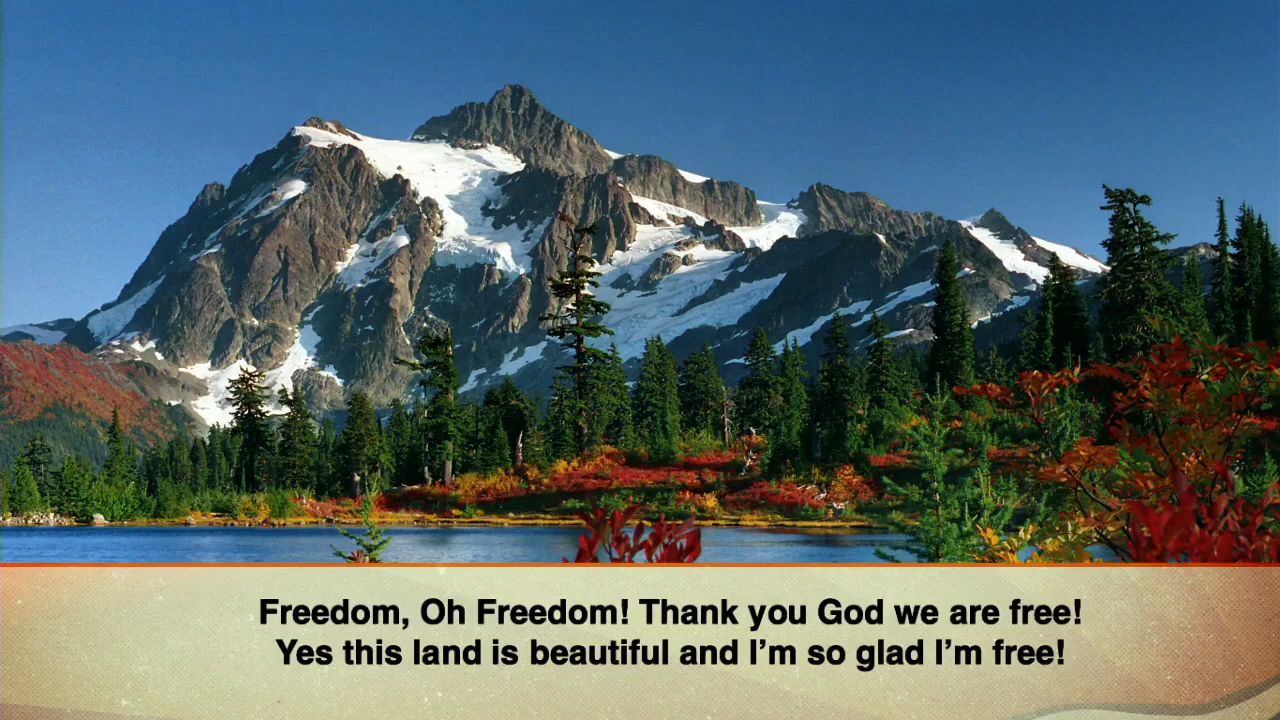 Freedom, Oh Freedom! Thank you God we are free!
Yes this land is beautiful and I’m so glad I’m free!